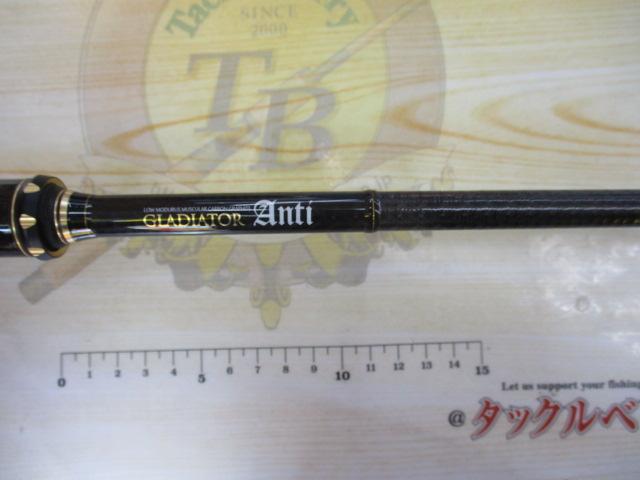 SINCE
2000
TB
LOW MODULUS MUSCULAR CARBON GRAPHITE
GLADIATOR Anti
0 1 2 3 4 5 6 7 8 9 10 11 12 13 14 15
Let us support your fishing
@ タックルベ